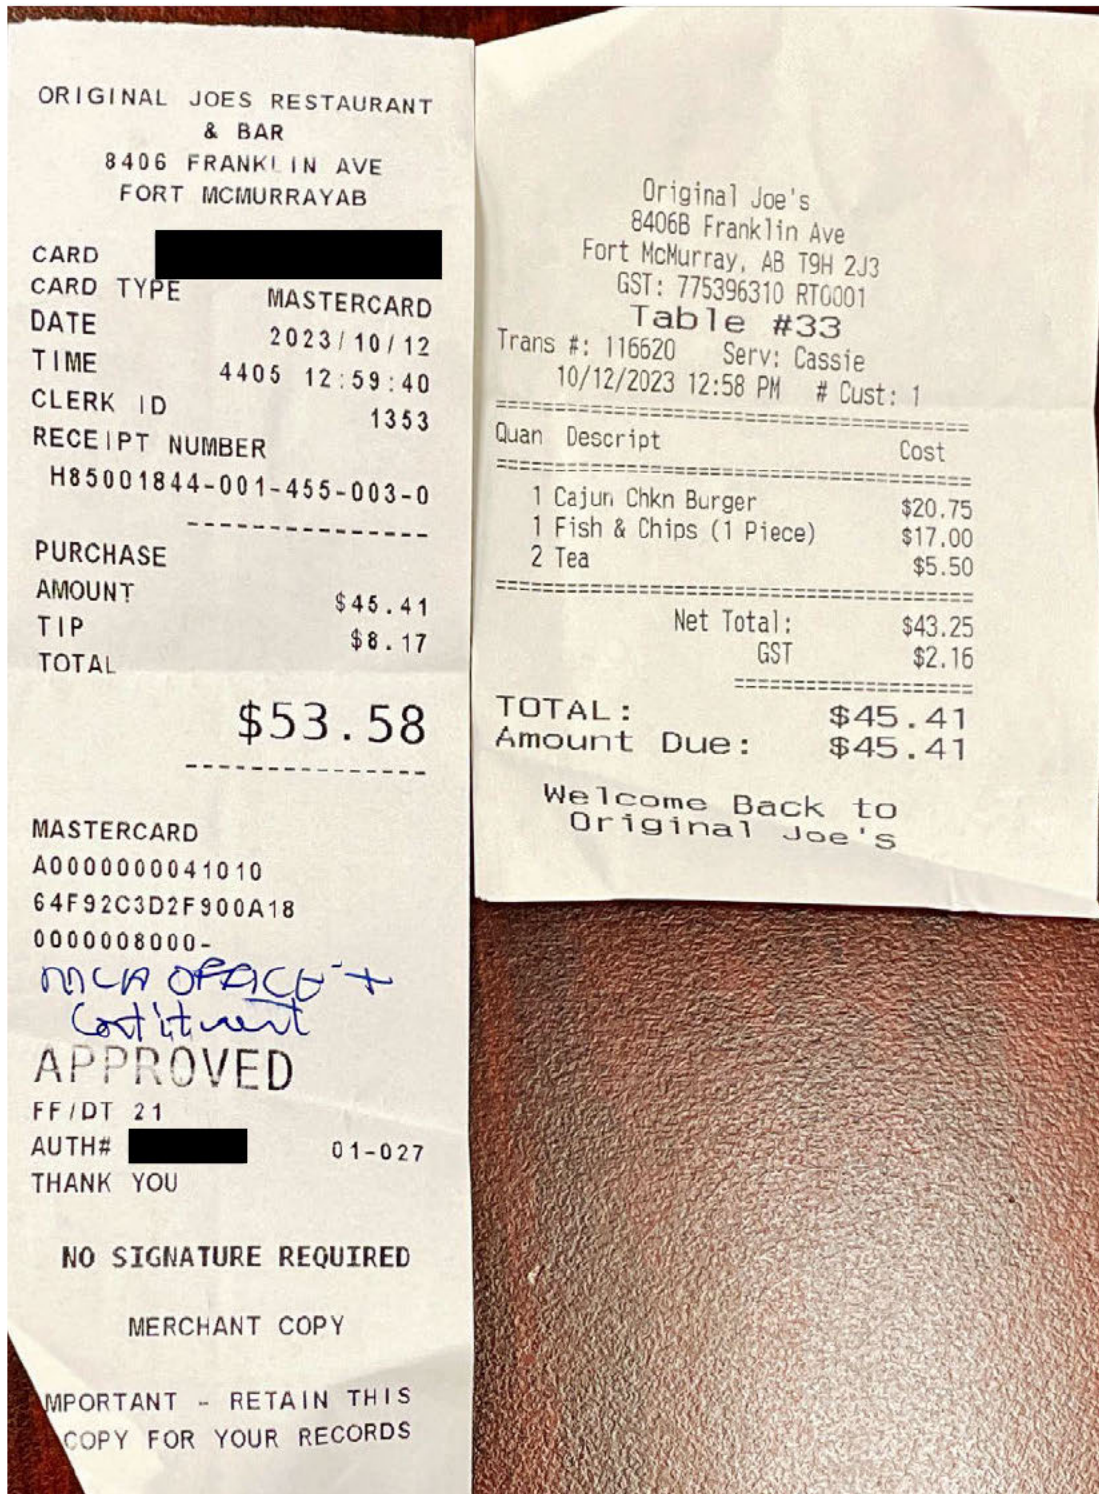 ORIGINAL JOES RESTAURANT
& BAR
8406 FRANKLIN AVE
FORT MCMURRAYAB
CARD
CARD TYPE MASTERCARD
DATE 2023/10/12
TIME 4405 12:59:40
CLERK ID 1353
RECEIPT NUMBER
H85001844-001-455-003-0
---------------
PURCHASE
AMOUNT $45.41
TIP $8.17
TOTAL
$53.58
---------------
MASTERCARD
A0000000041010
64F92C3D2F900A18
0000008000-
MLA OFFICE +
Constituent
APPROVED
FF/DT 21
AUTH# 01-027
THANK YOU
NO SIGNATURE REQUIRED
MERCHANT COPY
MPORTANT - RETAIN THIS
COPY FOR YOUR RECORDS
Original Joe's
8406B Franklin Ave
Fort McMurray, AB T9H 2J3
GST: 775396310 RT0001
Table #33
Trans #: 116620 Serv: Cassie
10/12/2023 12:58 PM # Cust: 1
Quan Descript Cost
1 Cajun Chkn Burger $20.75
1 Fish & Chips (1 Piece) $17.00
2 Tea $5.50
Net Total: $43.25
GST $2.16
TOTAL: $45.41
Amount Due: $45.41
Welcome Back to
Original Joe's